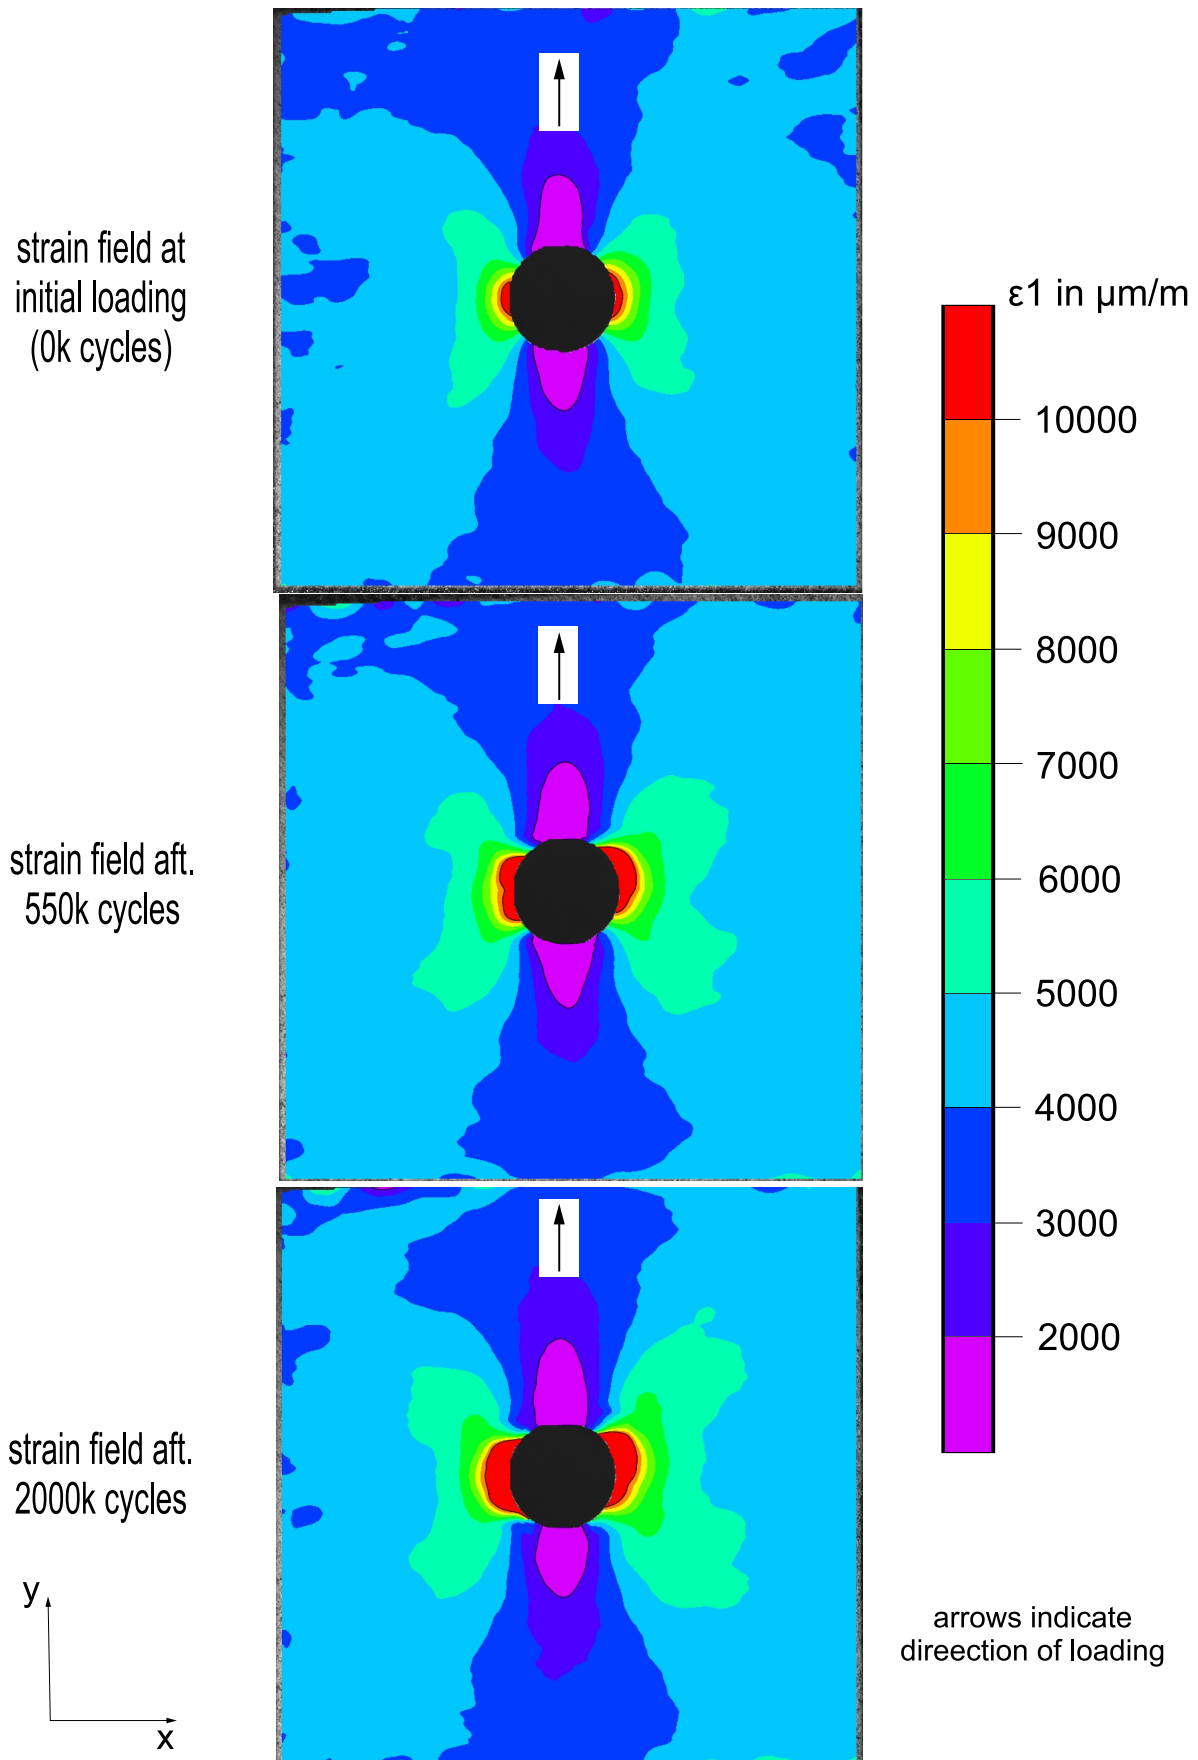 strain field at
initial loading
(0k cycles)
ε1 in µm/m
10000
9000
8000
7000
6000
5000
4000
3000
2000
strain field aft.
550k cycles
strain field aft.
2000k cycles
y
x
arrows indicate
direection of loading